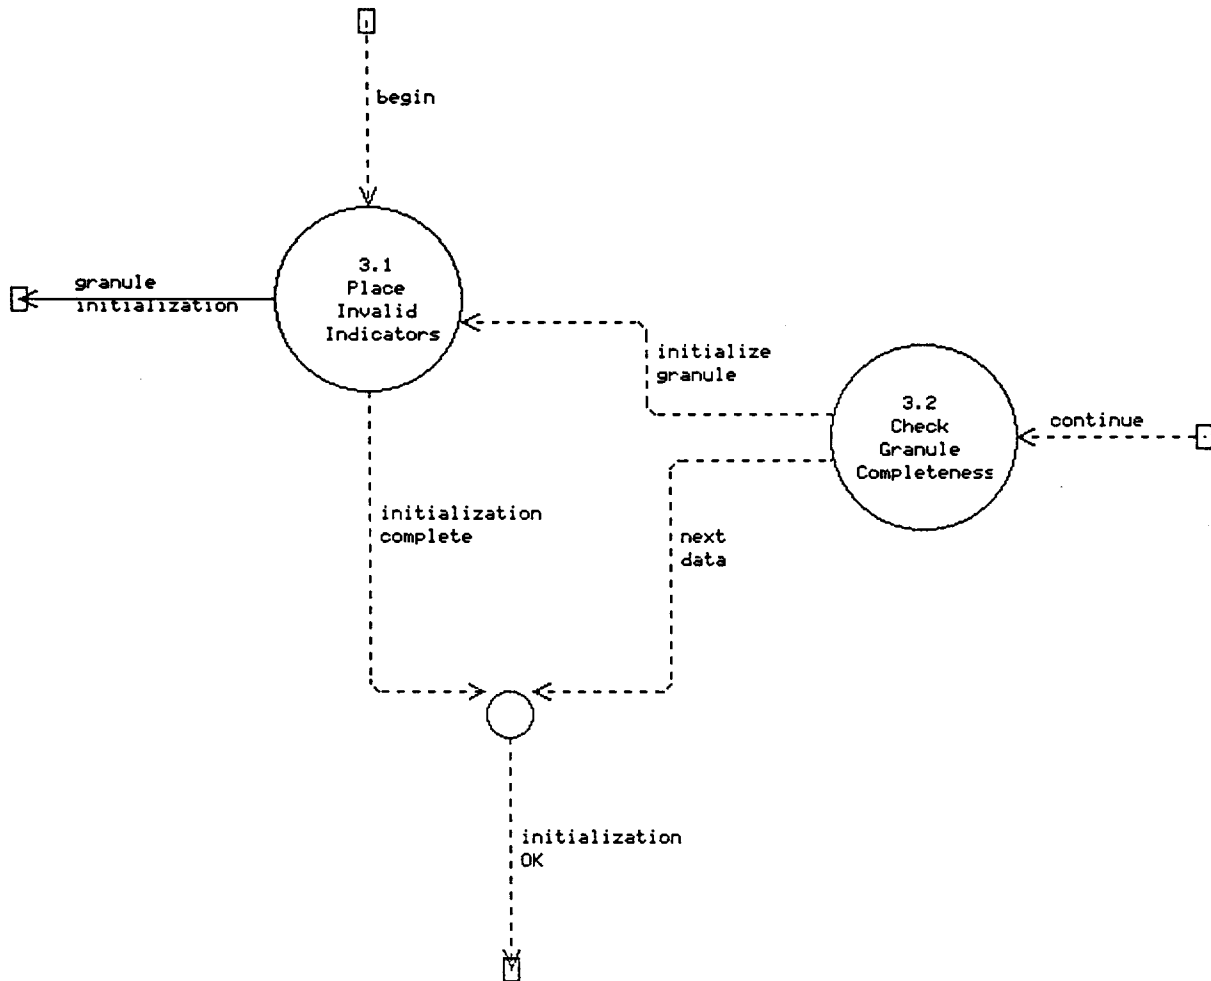 begin
3.1
Place
Invalid
Indicators
granule
initialization
initialize
granule
3.2
Check
Granule
Completeness
continue
initialization
complete
next
data
initialization
OK